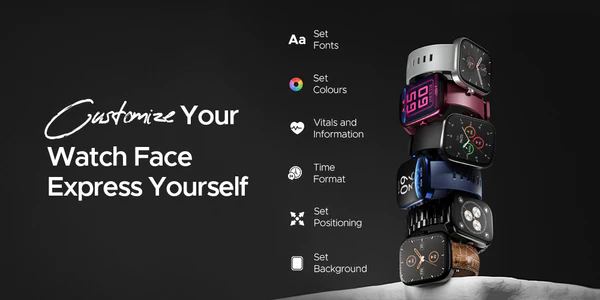 Customize Your
Watch Face
Express Yourself
Aa
Set
Fonts
Set
Colours
Vitals and
Information
Time
Format
Set
Positioning
Set
Background